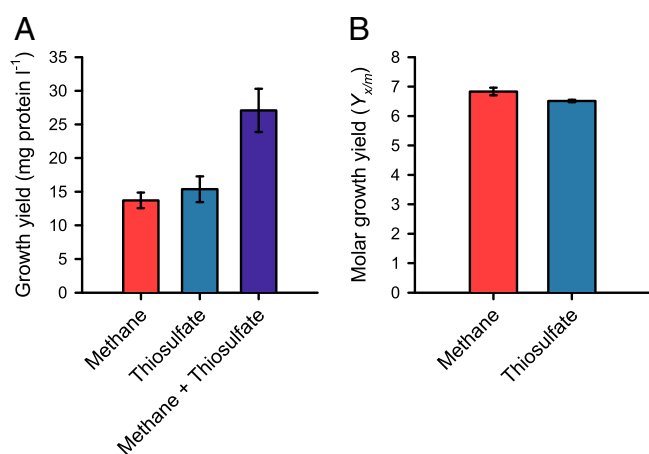 A
Growth yield (mg protein l⁻¹)
35
30
25
20
15
10
5
0
Methane
Thiosulfate
Methane + Thiosulfate
B
Molar growth yield (Yx/m)
8
7
6
5
4
3
2
1
0
Methane
Thiosulfate